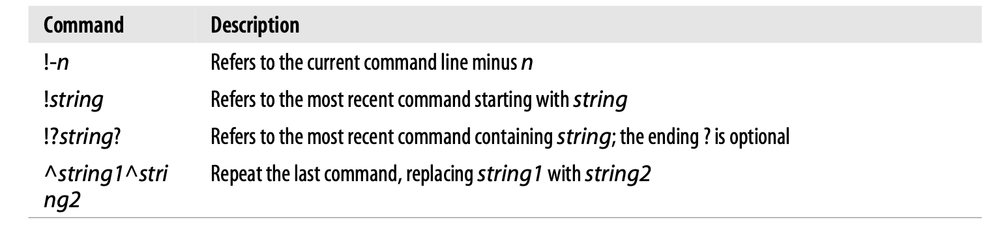 Command Description
!-n Refers to the current command line minus n
!string Refers to the most recent command starting with string
!?string? Refers to the most recent command containing string; the ending ? is optional
^string1^stri Repeat the last command, replacing string1 with string2
ng2